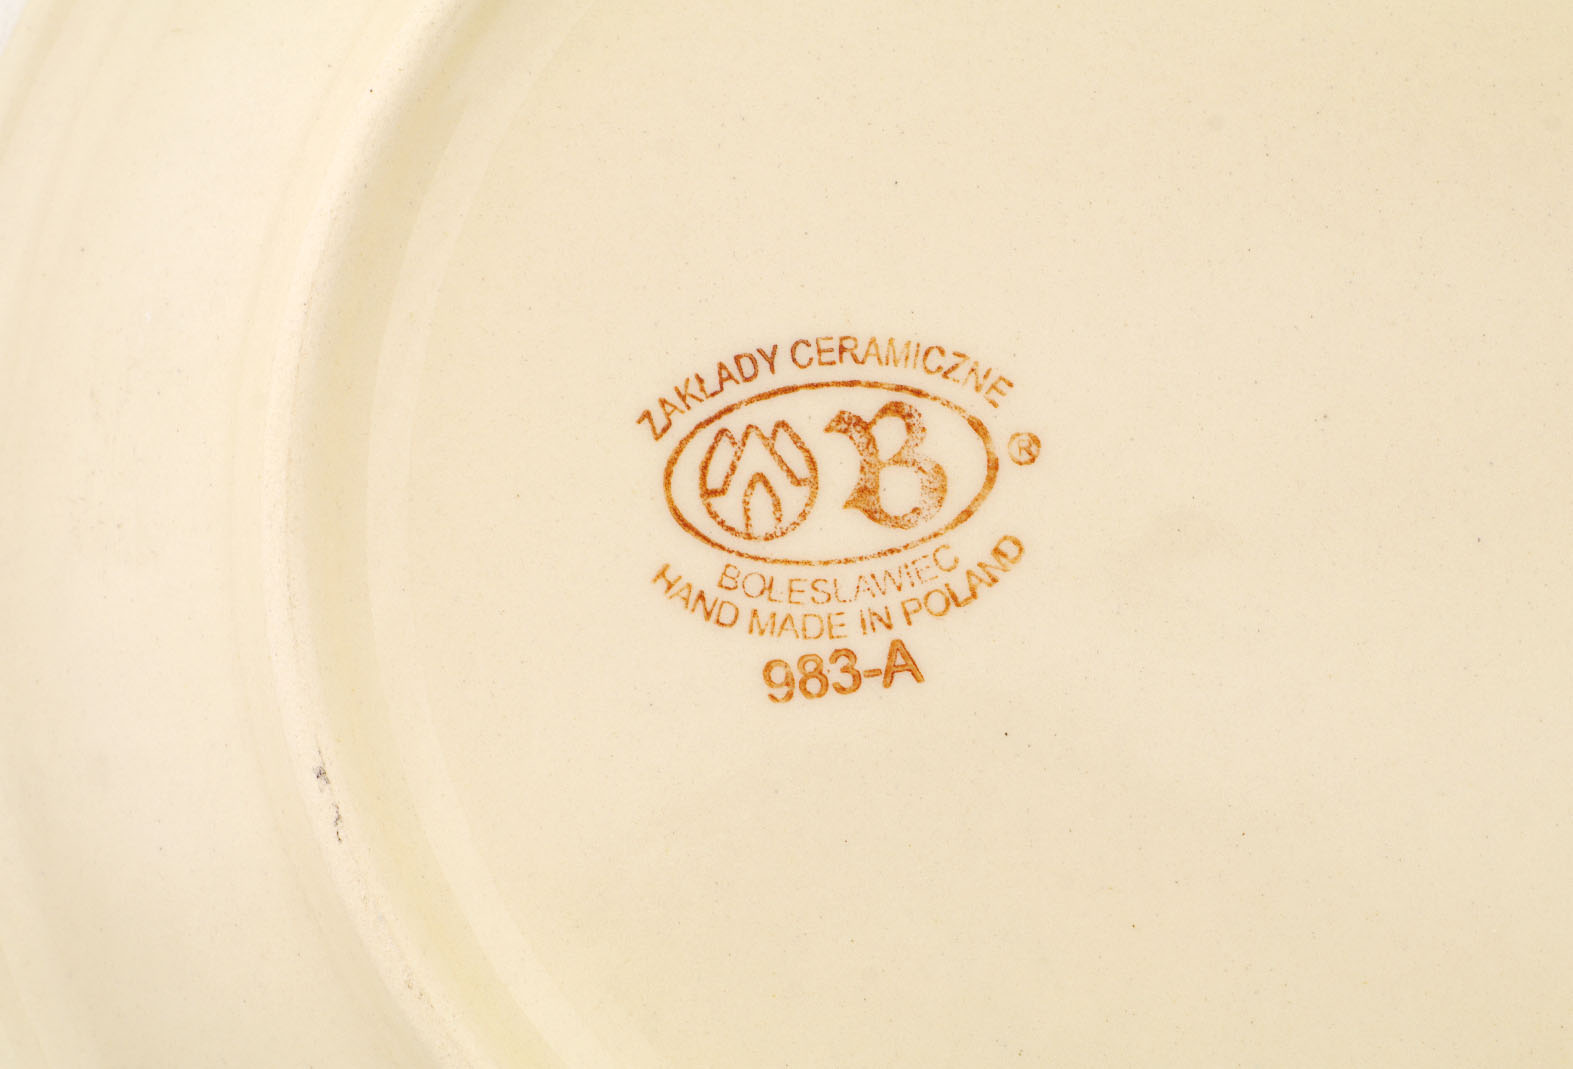 ZAKŁADY CERAMICZNE
B ®
BOLESŁAWIEC
HAND MADE IN POLAND
983-A